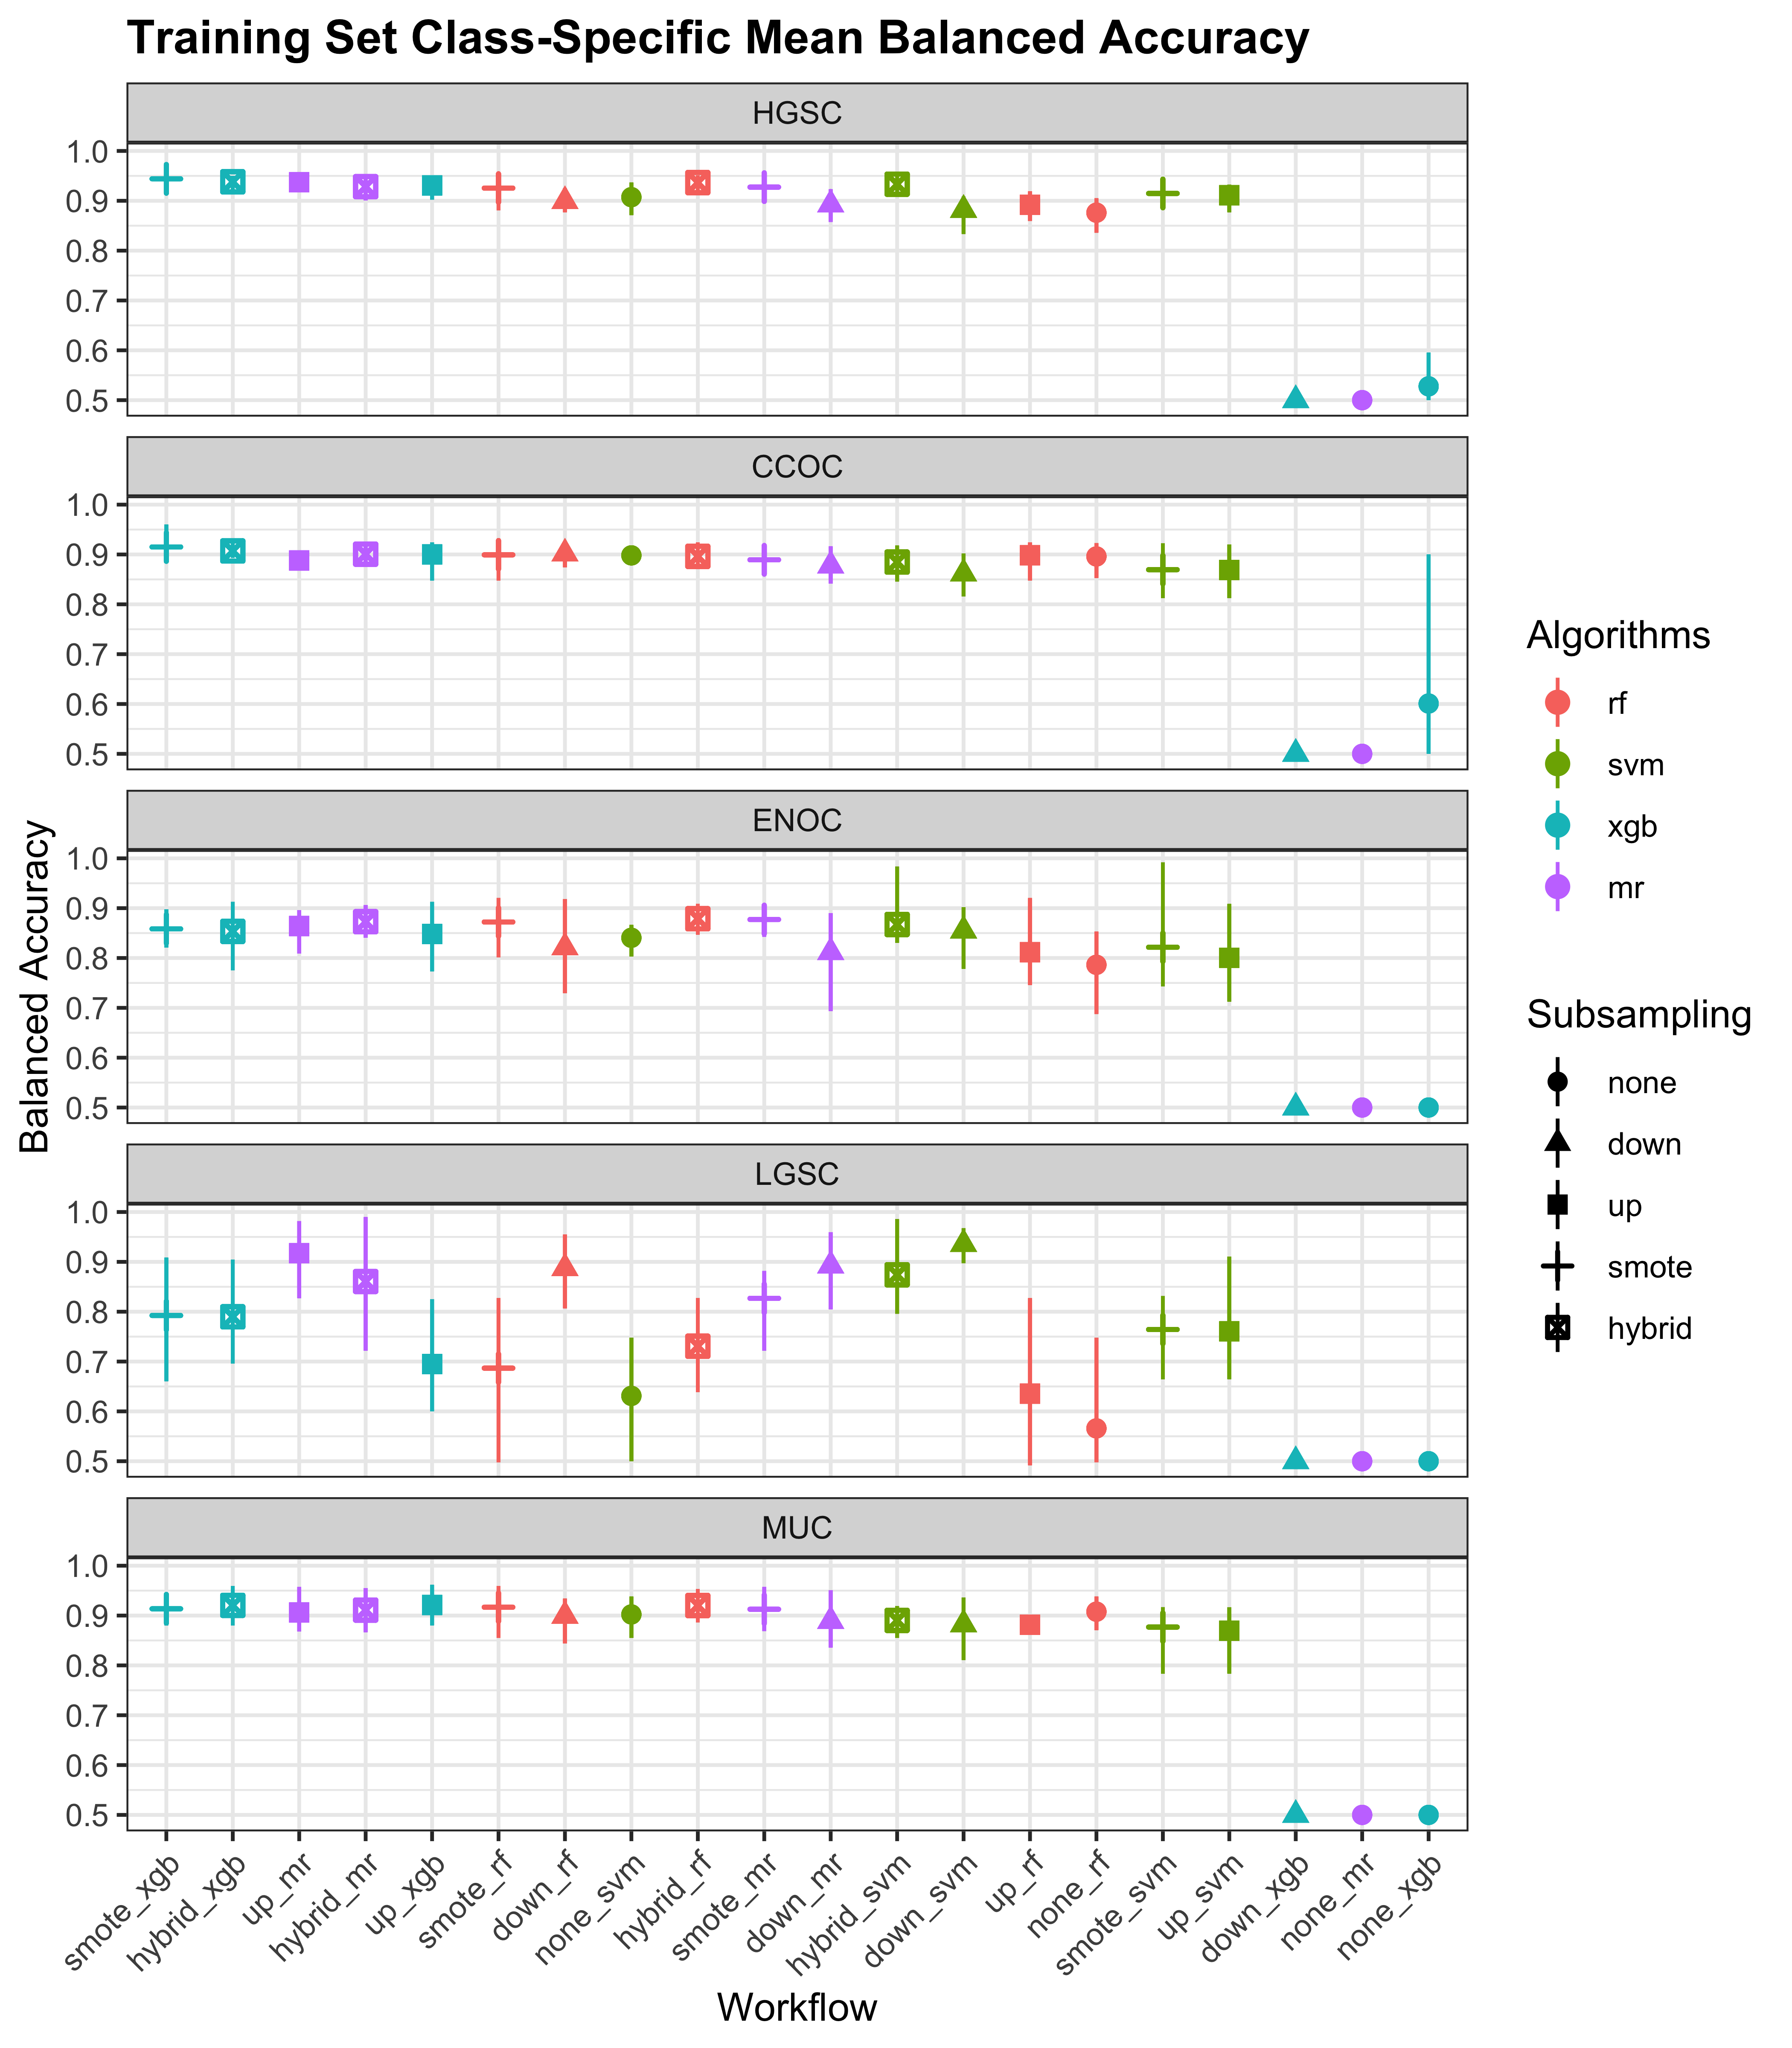 Training Set Class-Specific Mean Balanced Accuracy
HGSC
1.0
0.9
0.8
0.7
0.6
0.5
CCOC
1.0
0.9
0.8
0.7
0.6
0.5
ENOC
1.0
0.9
0.8
0.7
0.6
0.5
LGSC
1.0
0.9
0.8
0.7
0.6
0.5
MUC
1.0
0.9
0.8
0.7
0.6
0.5
Balanced Accuracy
smote_xgb
hybrid_xgb
up_mr
hybrid_mr
up_xgb
smote_rf
down_rf
none_svm
hybrid_rf
smote_mr
down_mr
hybrid_svm
down_svm
up_rf
none_rf
smote_svm
up_svm
down_xgb
none_mr
none_xgb
Workflow
Algorithms
rf
svm
xgb
mr
Subsampling
none
down
up
smote
hybrid